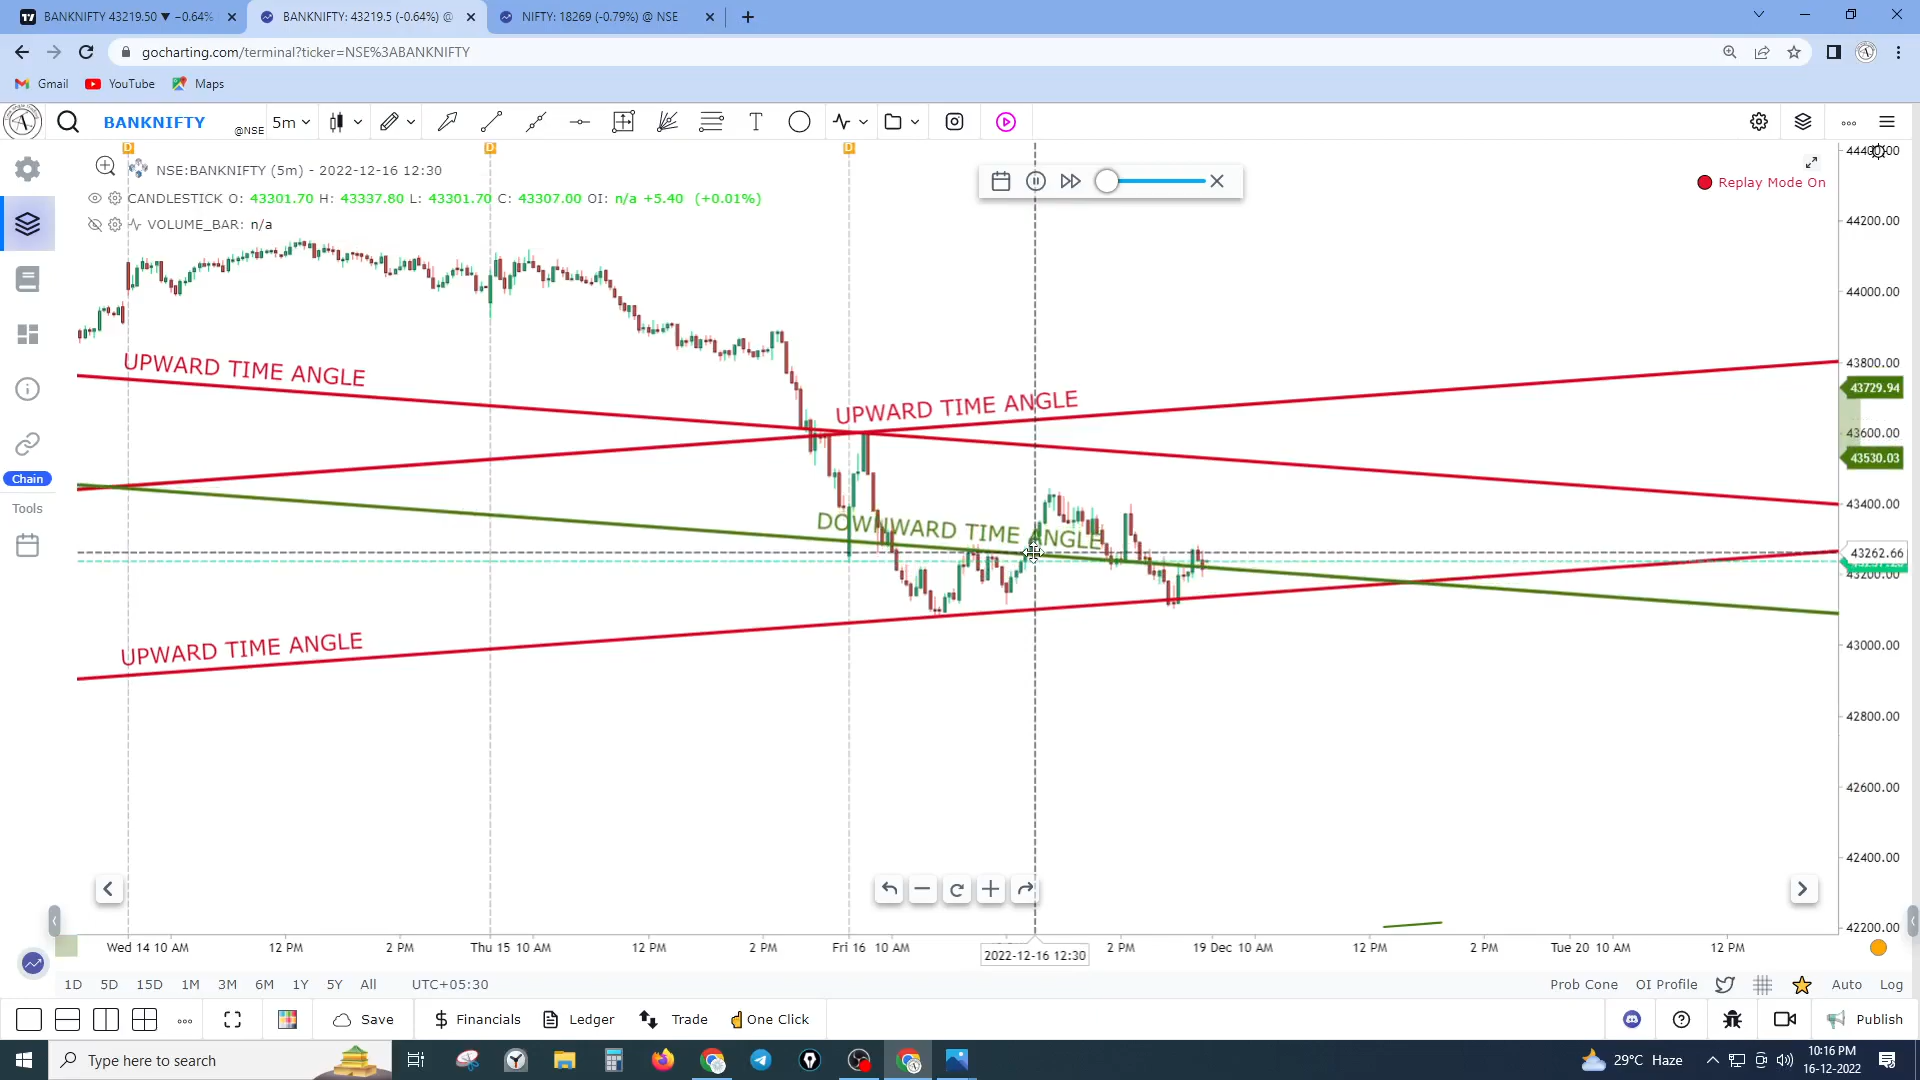 BANKNIFTY 43219.50 ▼ −0.64%
BANKNIFTY: 43219.5 (-0.64%) @
NIFTY: 18269 (-0.79%) @ NSE
gocharting.com/terminal?ticker=NSE%3ABANKNIFTY
Gmail YouTube Maps
BANKNIFTY @NSE 5m
T
D D D
NSE:BANKNIFTY (5m) - 2022-12-16 12:30
CANDLESTICK O: 43301.70 H: 43337.80 L: 43301.70 C: 43307.00 OI: n/a +5.40 (+0.01%)
VOLUME_BAR: n/a
Replay Mode On
44400.00
44200.00
44000.00
43800.00
43729.94
43600.00
43530.03
43400.00
43262.66
43200.00
43000.00
42800.00
42600.00
42400.00
42200.00
UPWARD TIME ANGLE
UPWARD TIME ANGLE
DOWNWARD TIME ANGLE
UPWARD TIME ANGLE
Chain
Tools
Wed 14 10 AM 12 PM 2 PM Thu 15 10 AM 12 PM 2 PM Fri 16 10 AM 2022-12-16 12:30 2 PM 19 Dec 10 AM 12 PM 2 PM Tue 20 10 AM 12 PM
1D 5D 15D 1M 3M 6M 1Y 5Y All UTC+05:30 Prob Cone OI Profile Auto Log
Save Financials Ledger Trade One Click Publish
Type here to search
29°C Haze
10:16 PM
16-12-2022